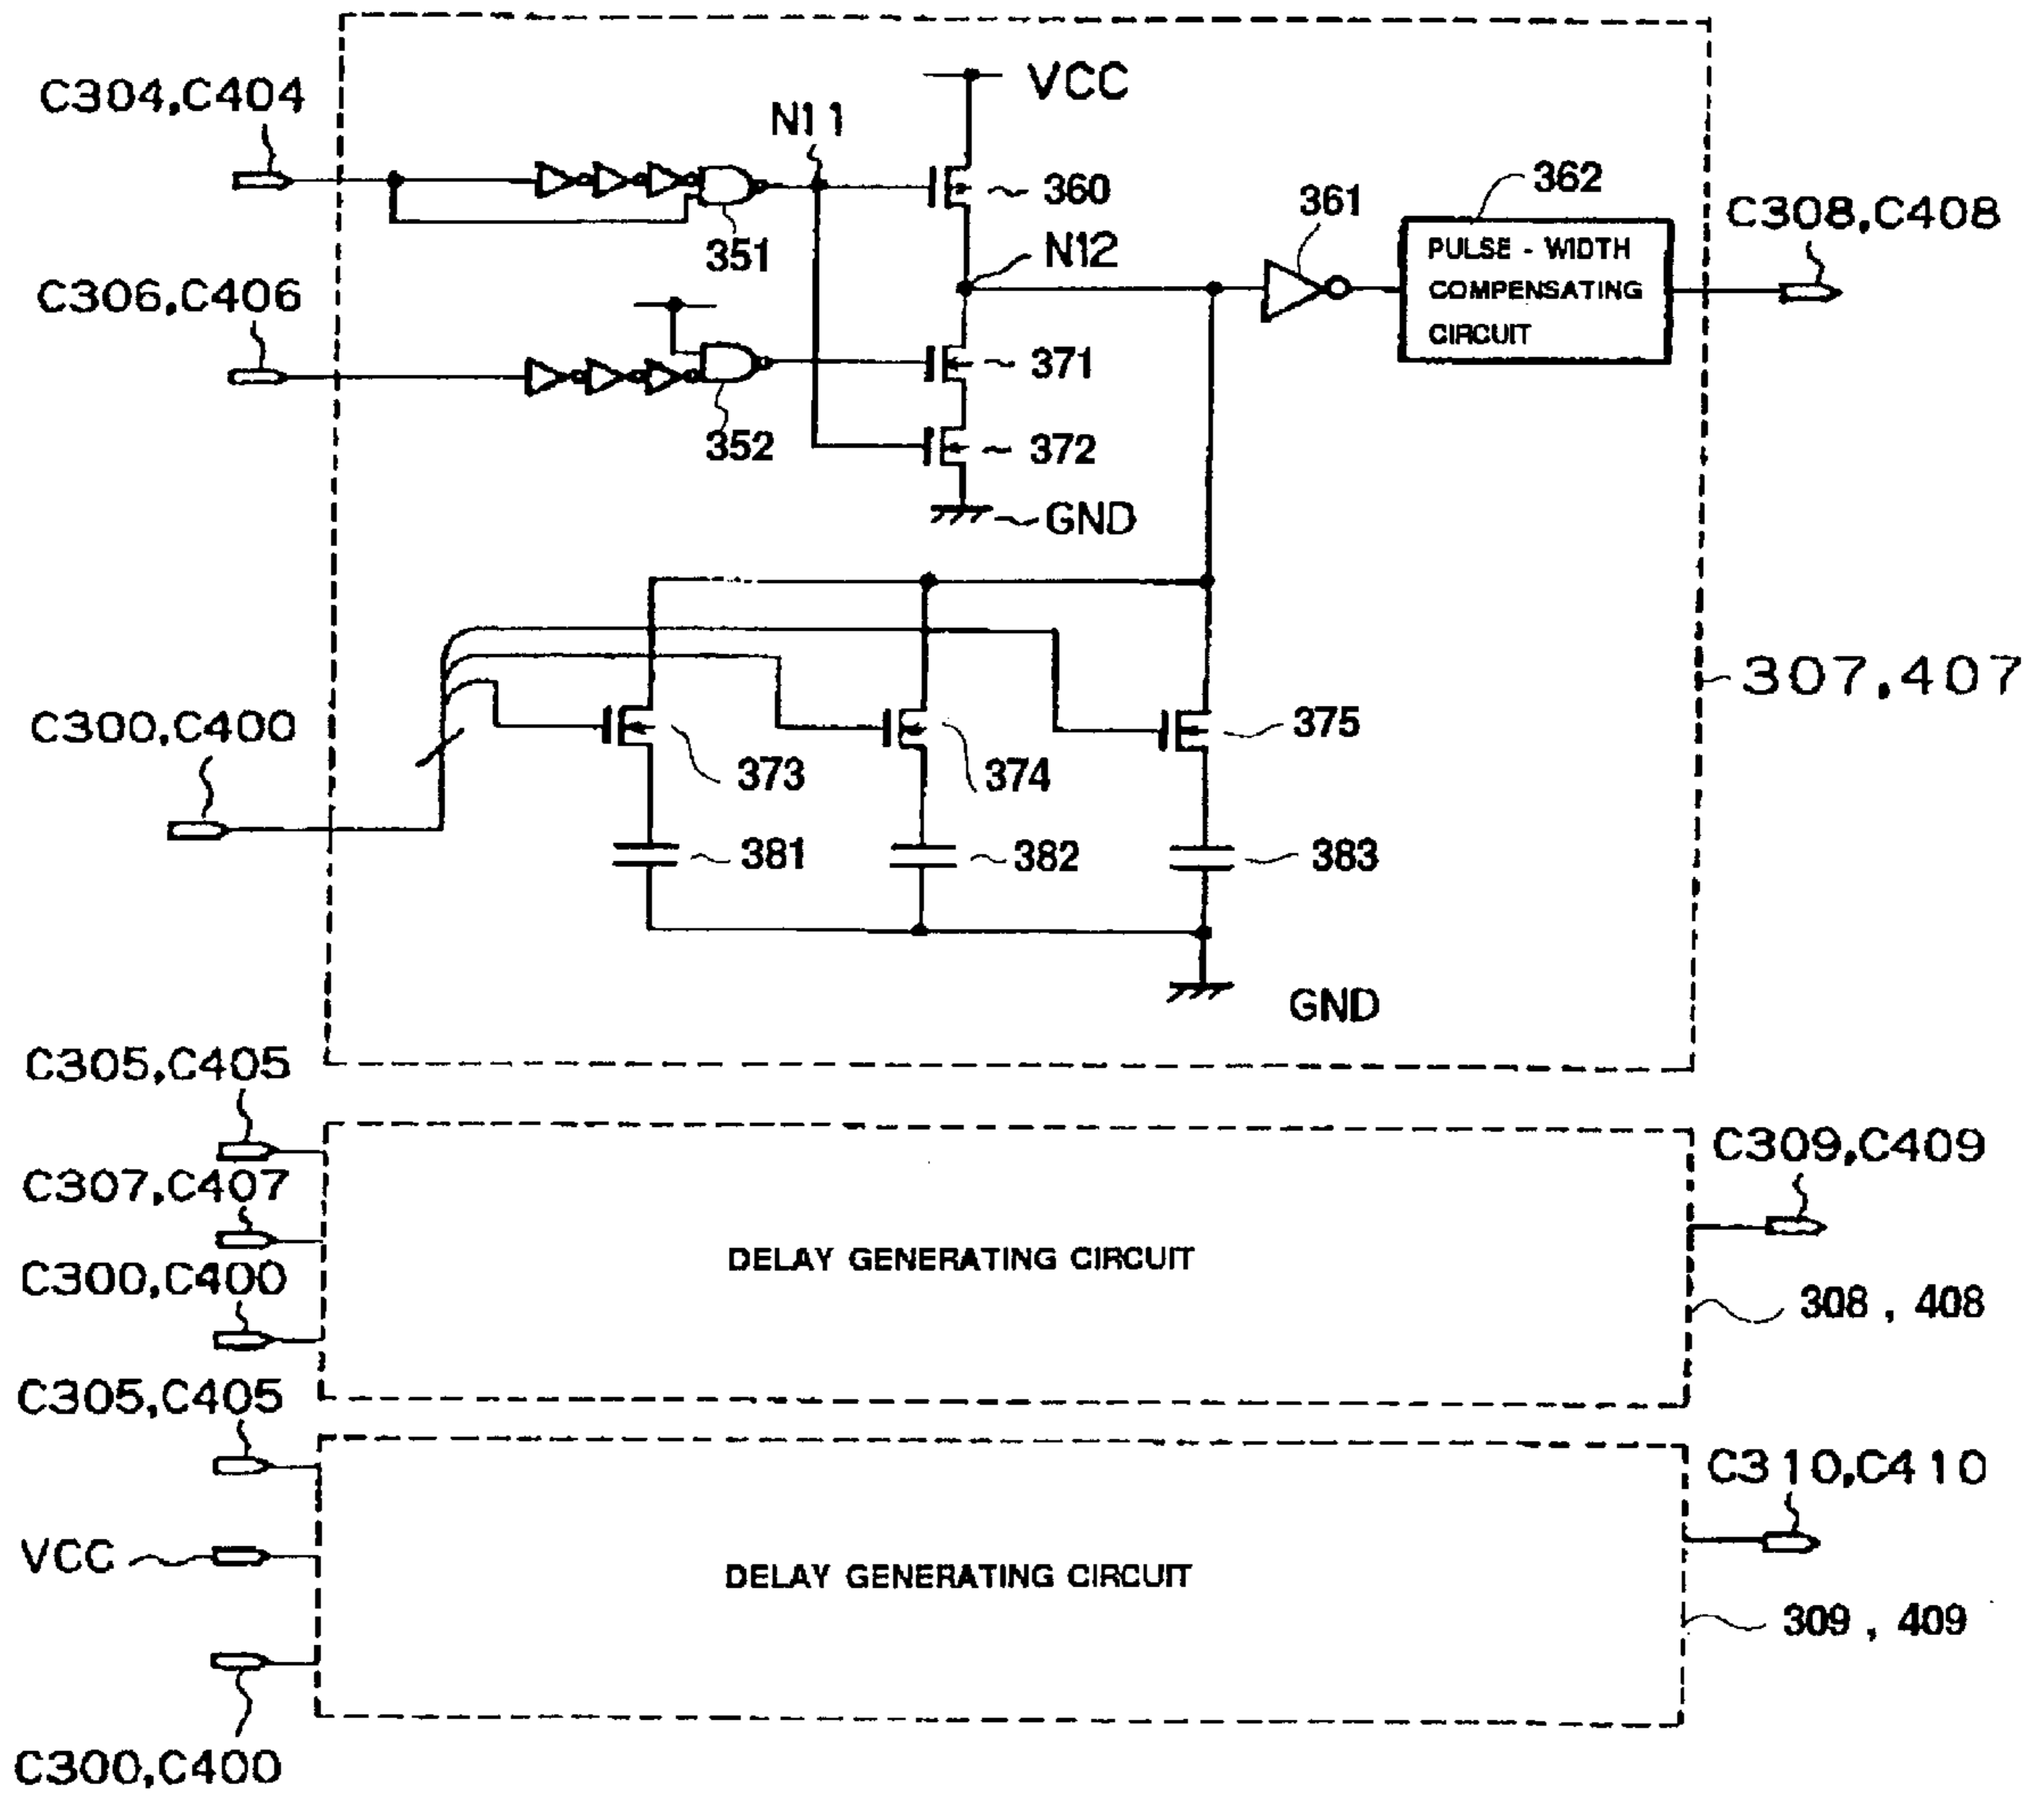 C304,C404
VCC
N11
360
362
361
C308,C408
351
N12
PULSE - WIDTH
COMPENSATING
CIRCUIT
C306,C406
371
352
372
GND
307,407
C300,C400
373
374
375
381
382
383
GND
C305,C405
C309,C409
C307,C407
DELAY GENERATING CIRCUIT
C300,C400
308 , 408
C305,C405
C310,C410
VCC
DELAY GENERATING CIRCUIT
309 , 409
C300,C400